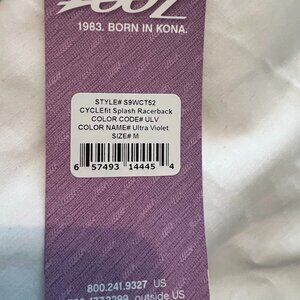 1983. BORN IN KONA.
STYLE# S9WCT52
CYCLEfit Splash Racerback
COLOR CODE# ULV
COLOR NAME# Ultra Violet
SIZE# M
6 57493 14445 4
800.241.9327 US
outside US